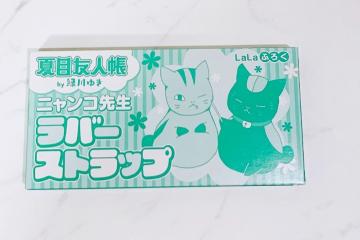 夏目友人帳
by 緑川ゆき
LaLa ふろく
ニャンコ先生
ラバー
ストラップ